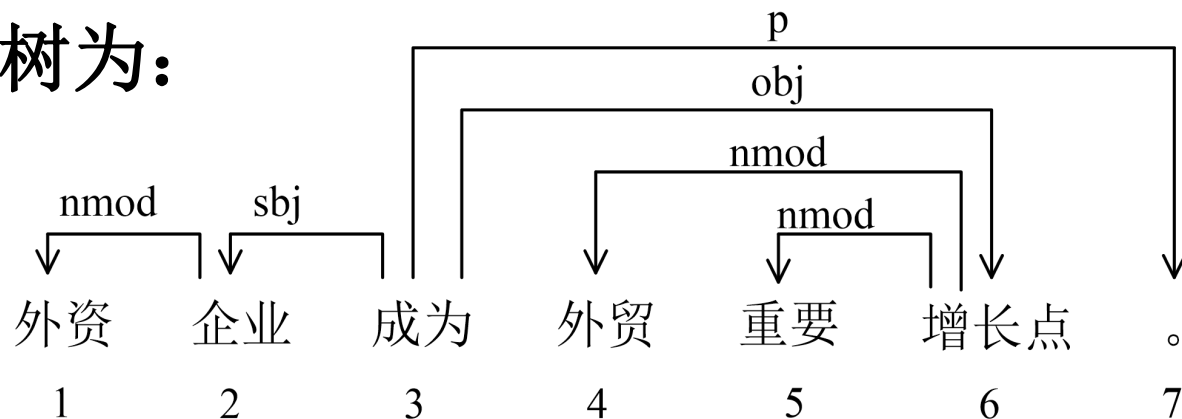 树为：
p
obj
nmod
nmod sbj nmod
外资 企业 成为 外贸 重要 增长点 。
1 2 3 4 5 6 7